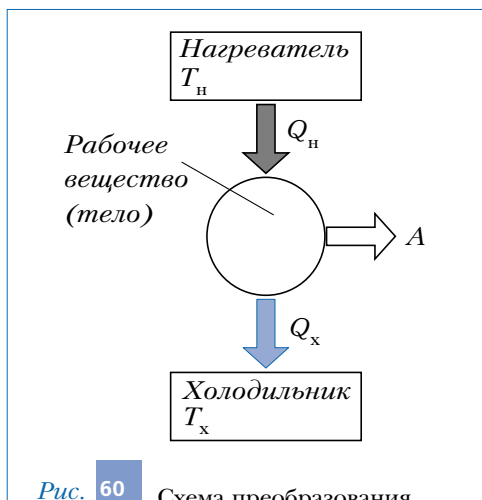 Нагреватель
Tн
Qн
Рабочее
вещество
(тело)
A
Qх
Холодильник
Tх
Рис. 60 Схема преобразования